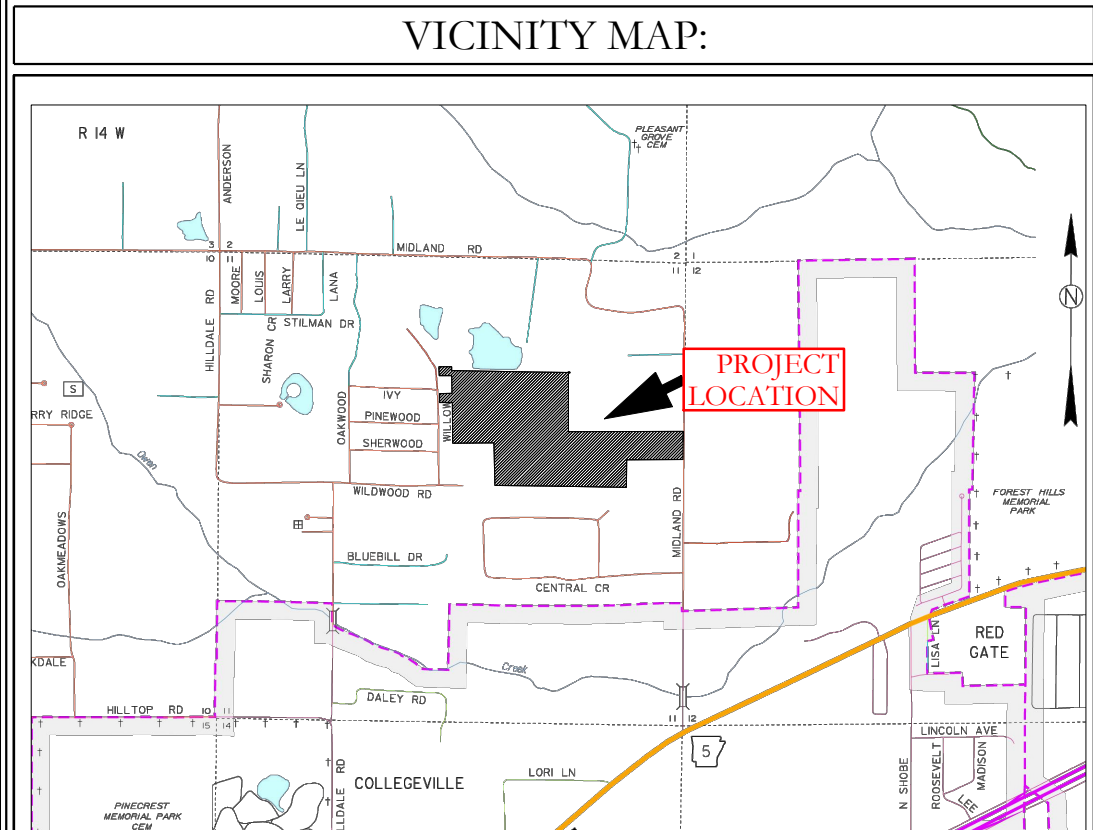 VICINITY MAP:
R 14 W
PLEASANT
GROVE
CEM
ANDERSON
LE QIEU LN
MIDLAND RD
3 2
10 11
2 1
11 12
HILLDALE RD
MOORE
LOUIS
LARRY
LANA
STILMAN DR
SHARON CR
N
PROJECT
LOCATION
S
RRY RIDGE
OAKWOOD
IVY
PINEWOOD
SHERWOOD
WILLOW
WILDWOOD RD
Owen
OAKMEADOWS
MIDLAND RD
FOREST HILLS
MEMORIAL
PARK
BLUEBILL DR
CENTRAL CR
LISA LN
RED
GATE
KDALE
Creek
DALEY RD
HILLTOP RD
10 11
15 14
11 12
5
LINCOLN AVE
COLLEGEVILLE
LORI LN
LLDALE RD
N SHOBE
ROOSEVELT
MADISON
LEE
PINECREST
MEMORIAL PARK
CEM